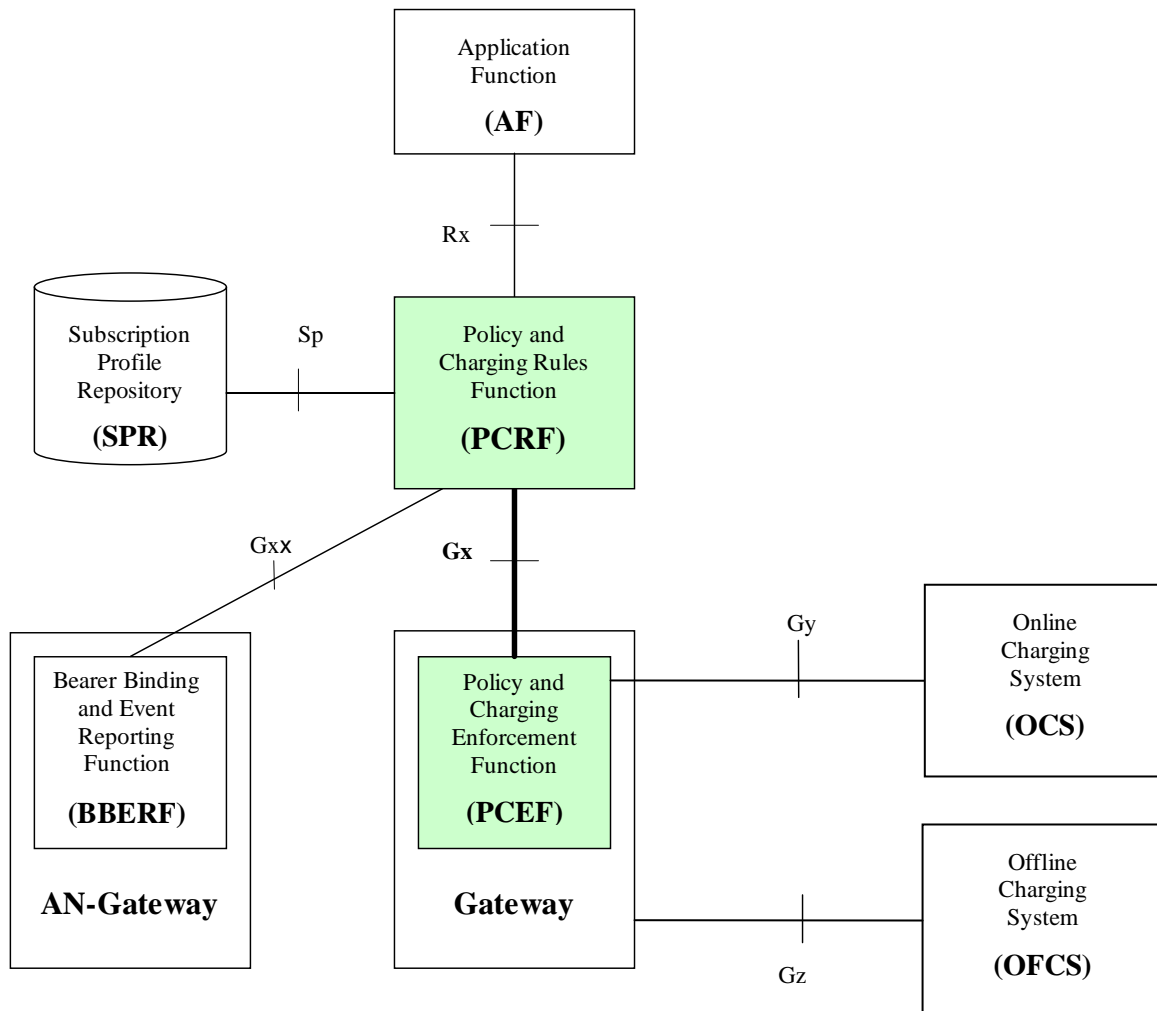 Application
Function
(AF)
Rx
Subscription
Profile
Repository
(SPR)
Sp
Policy and
Charging Rules
Function
(PCRF)
Gxx
Gx
Bearer Binding
and Event
Reporting
Function
(BBERF)
AN-Gateway
Policy and
Charging
Enforcement
Function
(PCEF)
Gateway
Gy
Online
Charging
System
(OCS)
Gz
Offline
Charging
System
(OFCS)